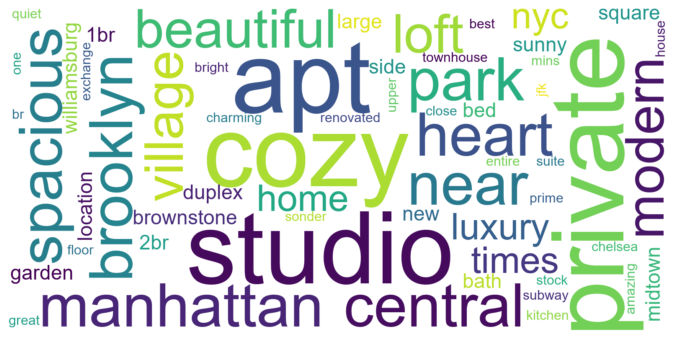 quiet
one
br
williamsburg
exchange
1br
spacious
brooklyn
location
floor
garden
great
beautiful
large
bright
village
charming
renovated
duplex
brownstone
2br
home
sonder
apt
cozy
studio
manhattan
central
loft
side
upper
townhouse
park
close
bed
heart
near
entire
new
luxury
times
bath
nyc
best
sunny
mins
jfk
square
house
suite
prime
private
modern
chelsea
stock
subway
kitchen
amazing
midtown